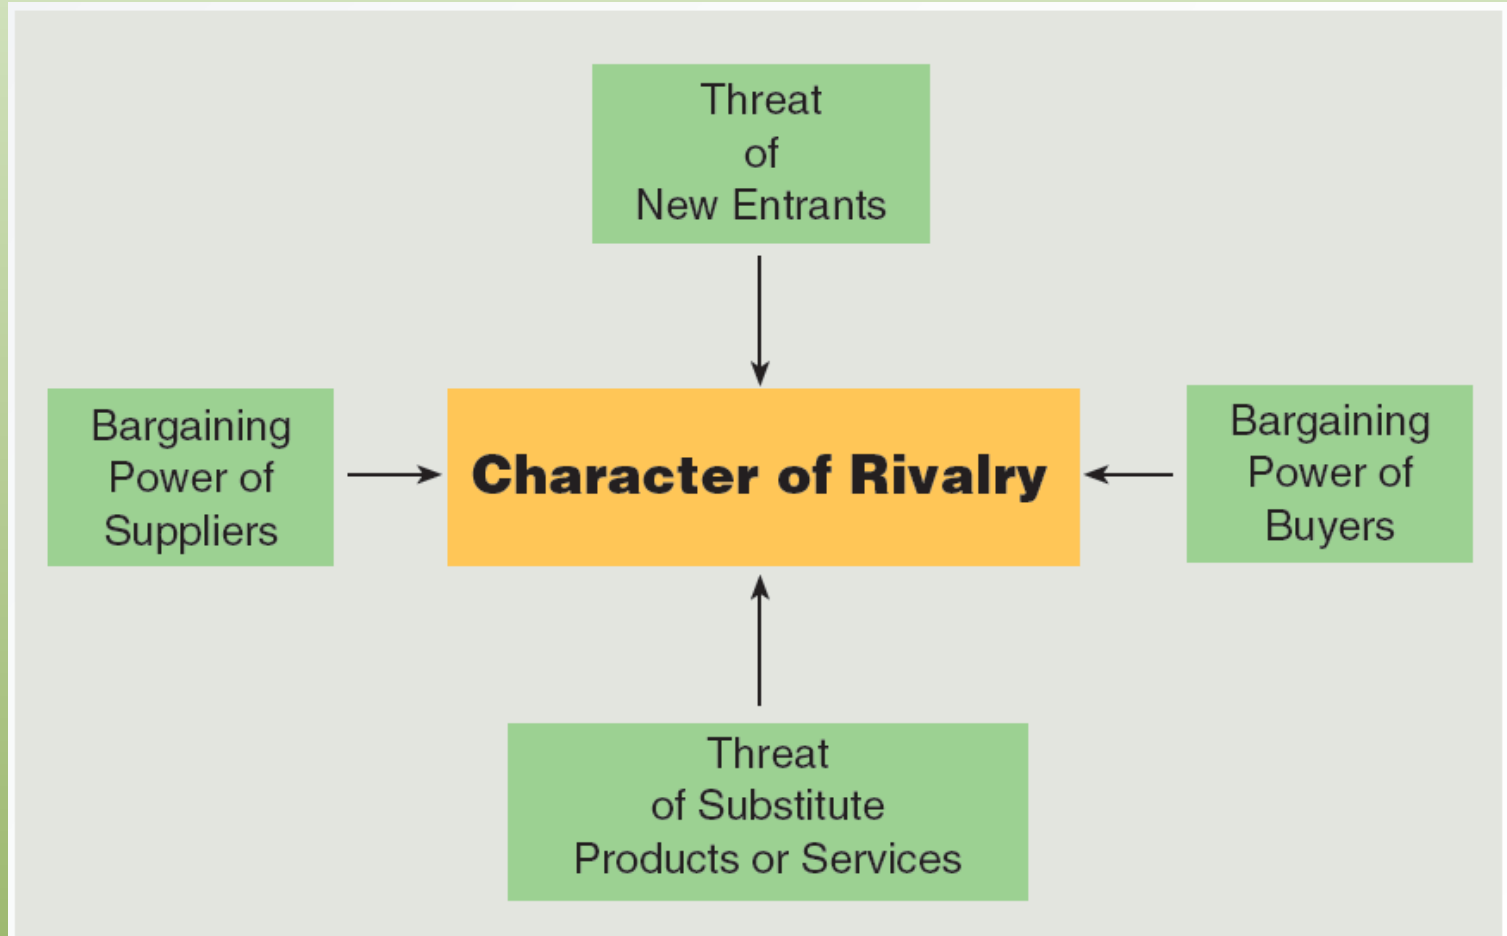 Threat
of
New Entrants
Bargaining
Power of
Suppliers
Character of Rivalry
Bargaining
Power of
Buyers
Threat
of Substitute
Products or Services